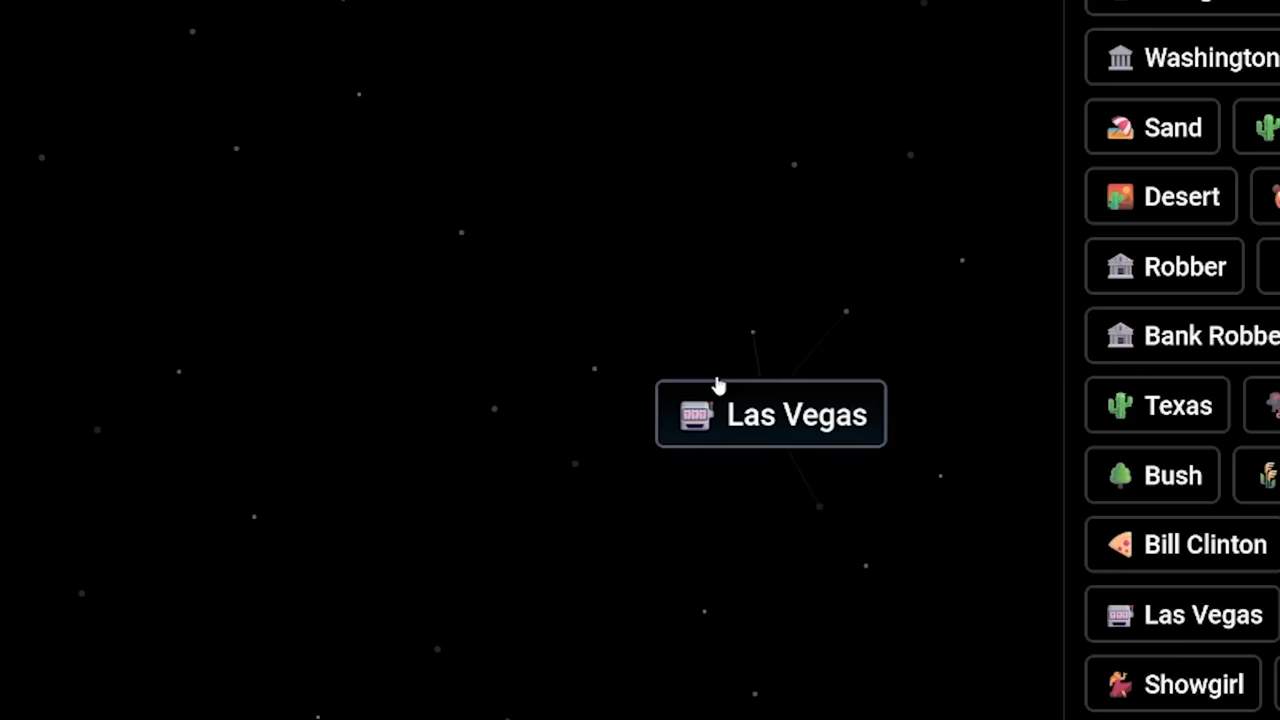 Washington
Sand
Desert
Robber
Bank Robbe
Las Vegas
Texas
Bush
Bill Clinton
Las Vegas
Showgirl